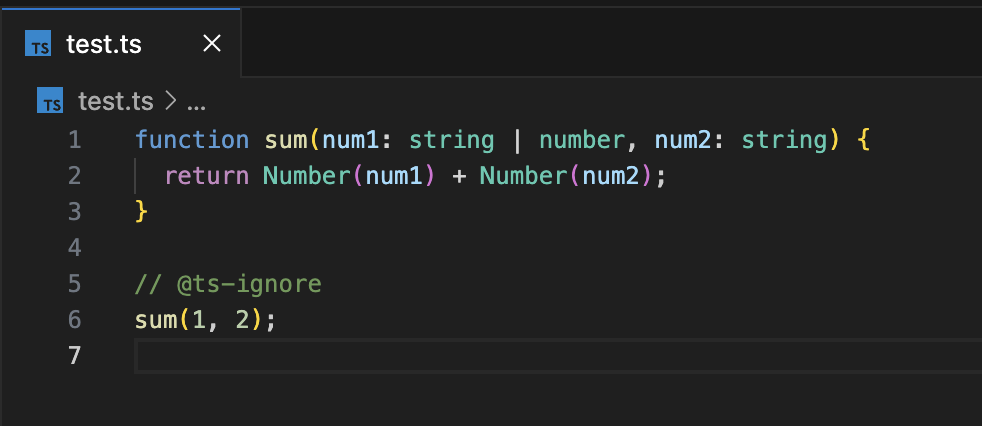 TS test.ts ×
TS test.ts > ...
1 function sum(num1: string | number, num2: string) {
2   return Number(num1) + Number(num2);
3 }
4
5 // @ts-ignore
6 sum(1, 2);
7